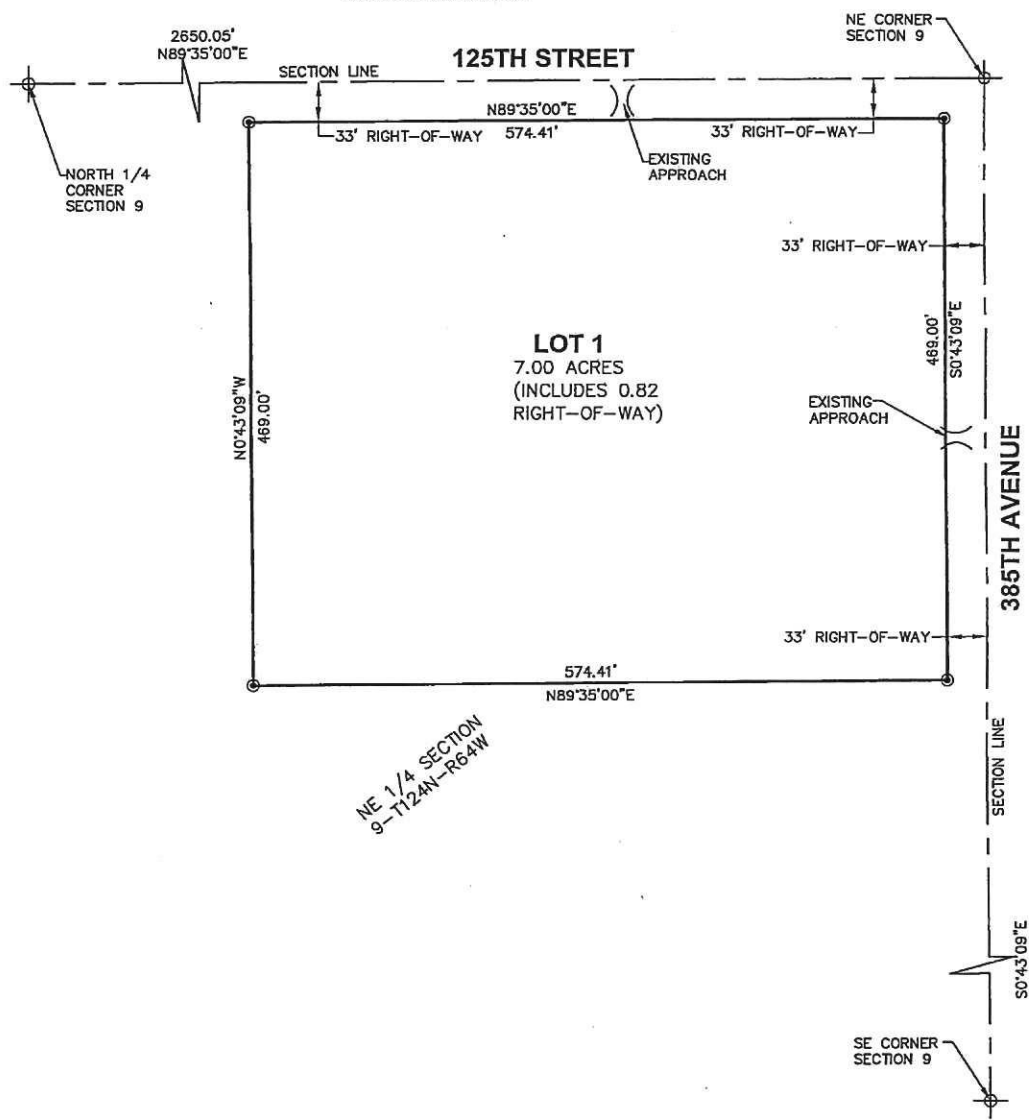 2650.05'
N89°35'00"E
SECTION LINE
125TH STREET
NE CORNER
SECTION 9
N89°35'00"E
574.41'
33' RIGHT-OF-WAY
33' RIGHT-OF-WAY
EXISTING
APPROACH
NORTH 1/4
CORNER
SECTION 9
33' RIGHT-OF-WAY
469.00'
S0°43'09"E
LOT 1
7.00 ACRES
(INCLUDES 0.82
RIGHT-OF-WAY)
N0°43'09"W
469.00'
EXISTING
APPROACH
385TH AVENUE
33' RIGHT-OF-WAY
574.41'
N89°35'00"E
NE 1/4 SECTION
9-T124N-R64W
SECTION LINE
S0°43'09"E
SE CORNER
SECTION 9